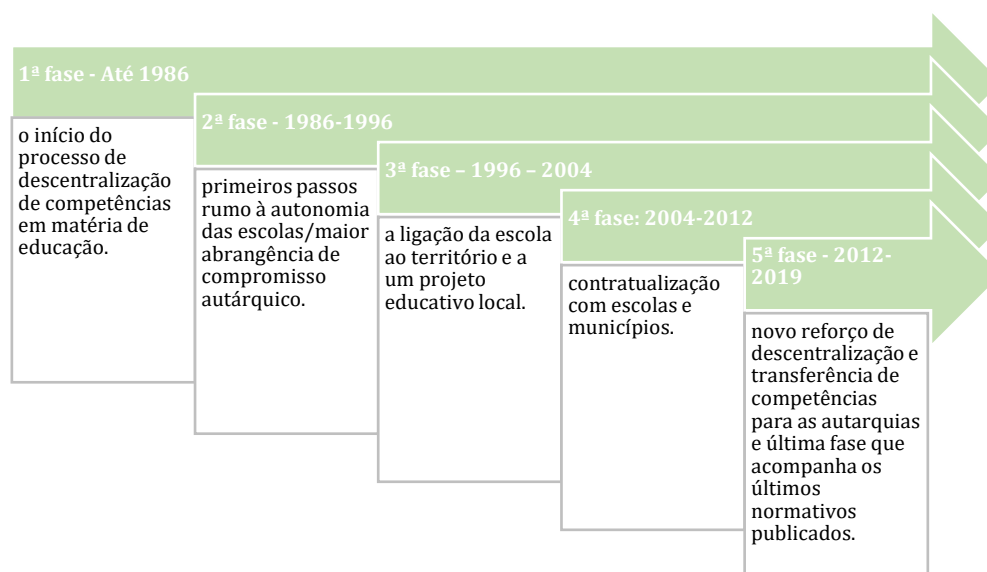 1ª fase - Até 1986
o início do
processo de
descentralização
de competências
em matéria de
educação.
2ª fase - 1986-1996
primeiros passos
rumo à autonomia
das escolas/maior
abrangência de
compromisso
autárquico.
3ª fase – 1996 – 2004
a ligação da escola
ao território e a
um projeto
educativo local.
4ª fase: 2004-2012
contratualização
com escolas e
municípios.
5ª fase - 2012-
2019
novo reforço de
descentralização e
transferência de
competências
para as autarquias
e última fase que
acompanha os
últimos
normativos
publicados.